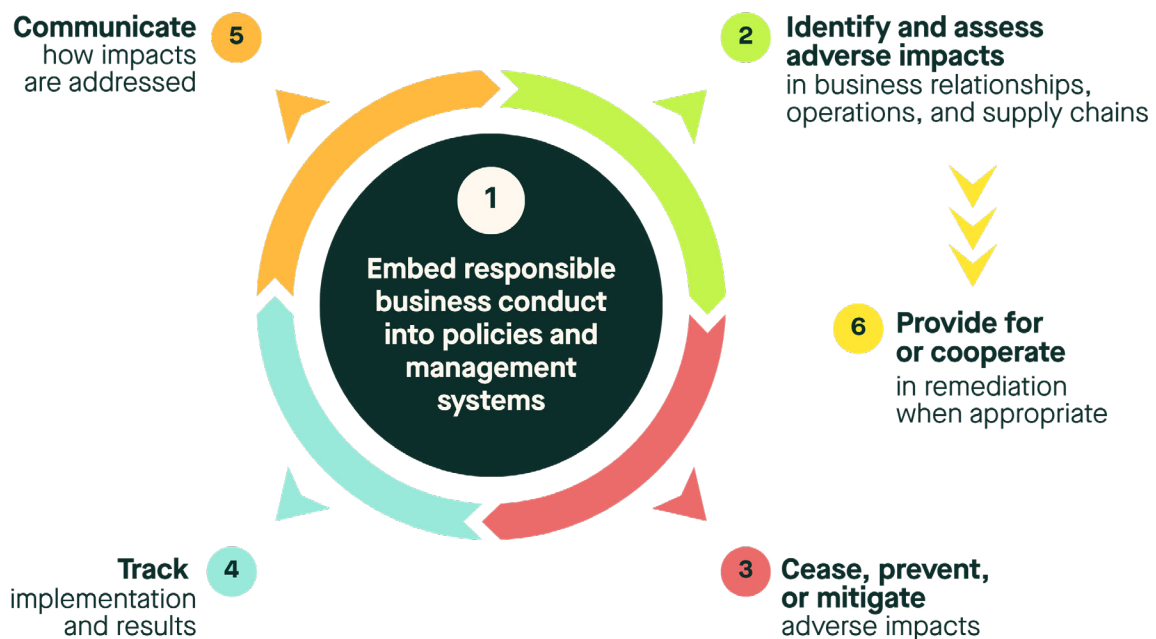 1
Embed responsible
business conduct
into policies and
management
systems
2
Identify and assess
adverse impacts
in business relationships,
operations, and supply chains
3
Cease, prevent,
or mitigate
adverse impacts
4
Track
implementation
and results
5
Communicate
how impacts
are addressed
6
Provide for
or cooperate
in remediation
when appropriate